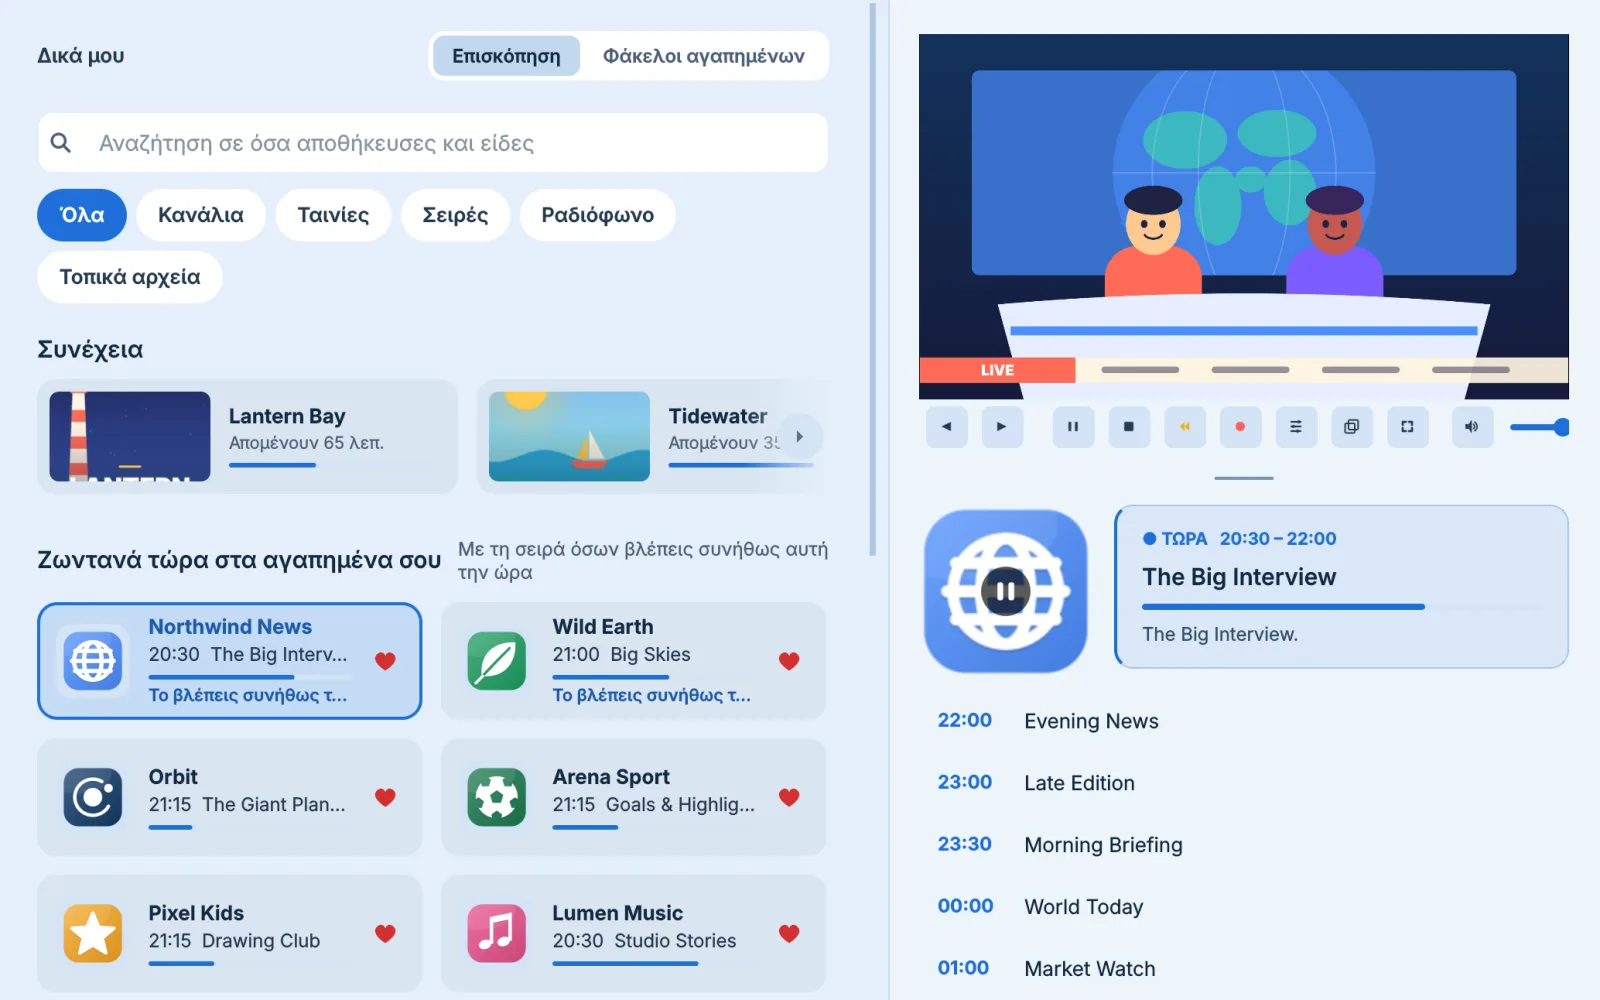 Δικά μου
Επισκόπηση
Φάκελοι αγαπημένων
Αναζήτηση σε όσα αποθήκευσες και είδες
Όλα
Κανάλια
Ταινίες
Σειρές
Ραδιόφωνο
Τοπικά αρχεία
Συνέχεια
Lantern Bay
Απομένουν 65 λεπ.
Tidewater
Απομένουν 35
Ζωντανά τώρα στα αγαπημένα σου
Με τη σειρά όσων βλέπεις συνήθως αυτή
την ώρα
Northwind News
20:30 The Big Interv...
Το βλέπεις συνήθως τ...
Wild Earth
21:00 Big Skies
Το βλέπεις συνήθως τ...
Orbit
21:15 The Giant Plan...
Arena Sport
21:15 Goals & Highlig...
Pixel Kids
21:15 Drawing Club
Lumen Music
20:30 Studio Stories
LIVE
ΤΩΡΑ 20:30 – 22:00
The Big Interview
The Big Interview.
22:00 Evening News
23:00 Late Edition
23:30 Morning Briefing
00:00 World Today
01:00 Market Watch